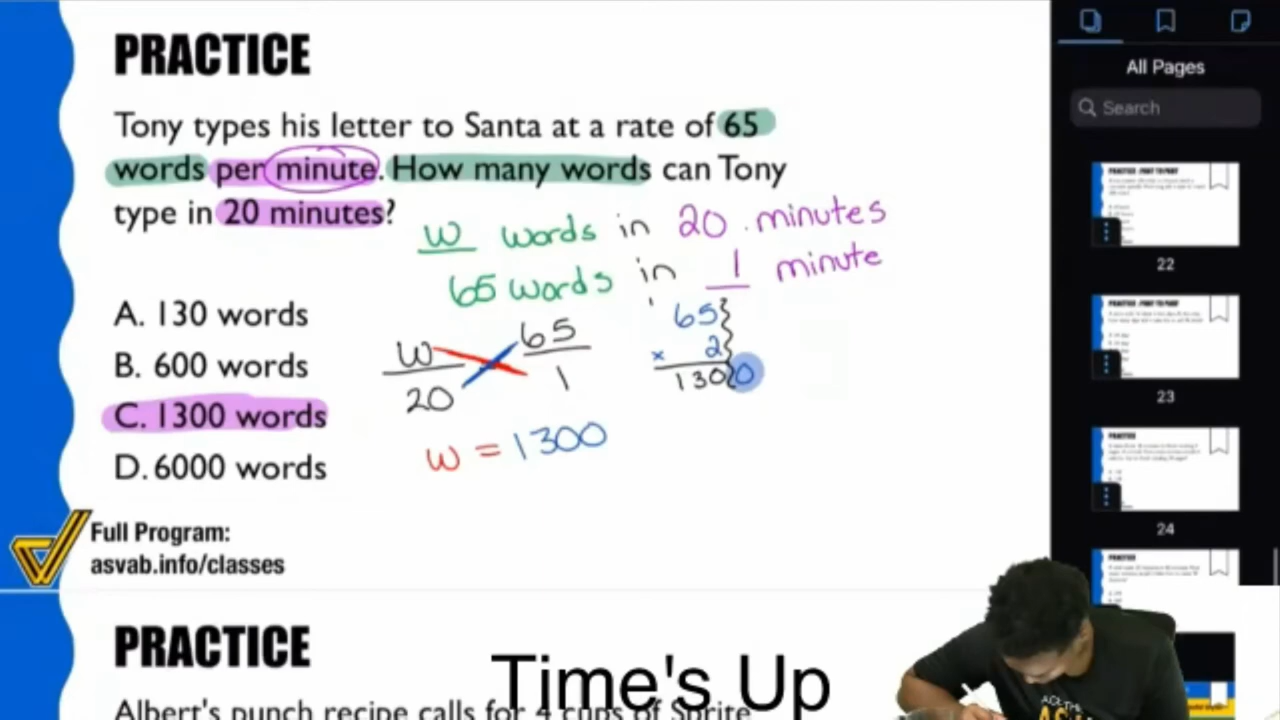 PRACTICE
Tony types his letter to Santa at a rate of 65
words per minute. How many words can Tony
type in 20 minutes?
w words in 20 minutes
65 words in 1 minute
A. 130 words
B. 600 words
C. 1300 words
D. 6000 words
w 65
20 1
w = 1300
65
x 2
1300
Full Program:
asvab.info/classes
PRACTICE
Albert's punch recipe calls for 4 cups of Sprite
Time's Up
All Pages
Search
22
23
24